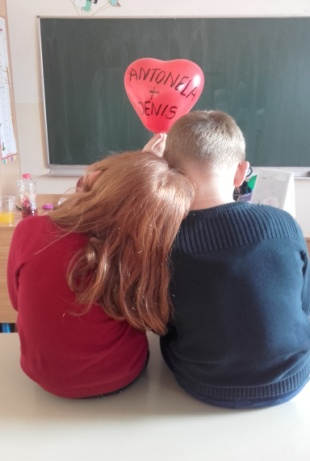 ANTONELA
+
DENIS